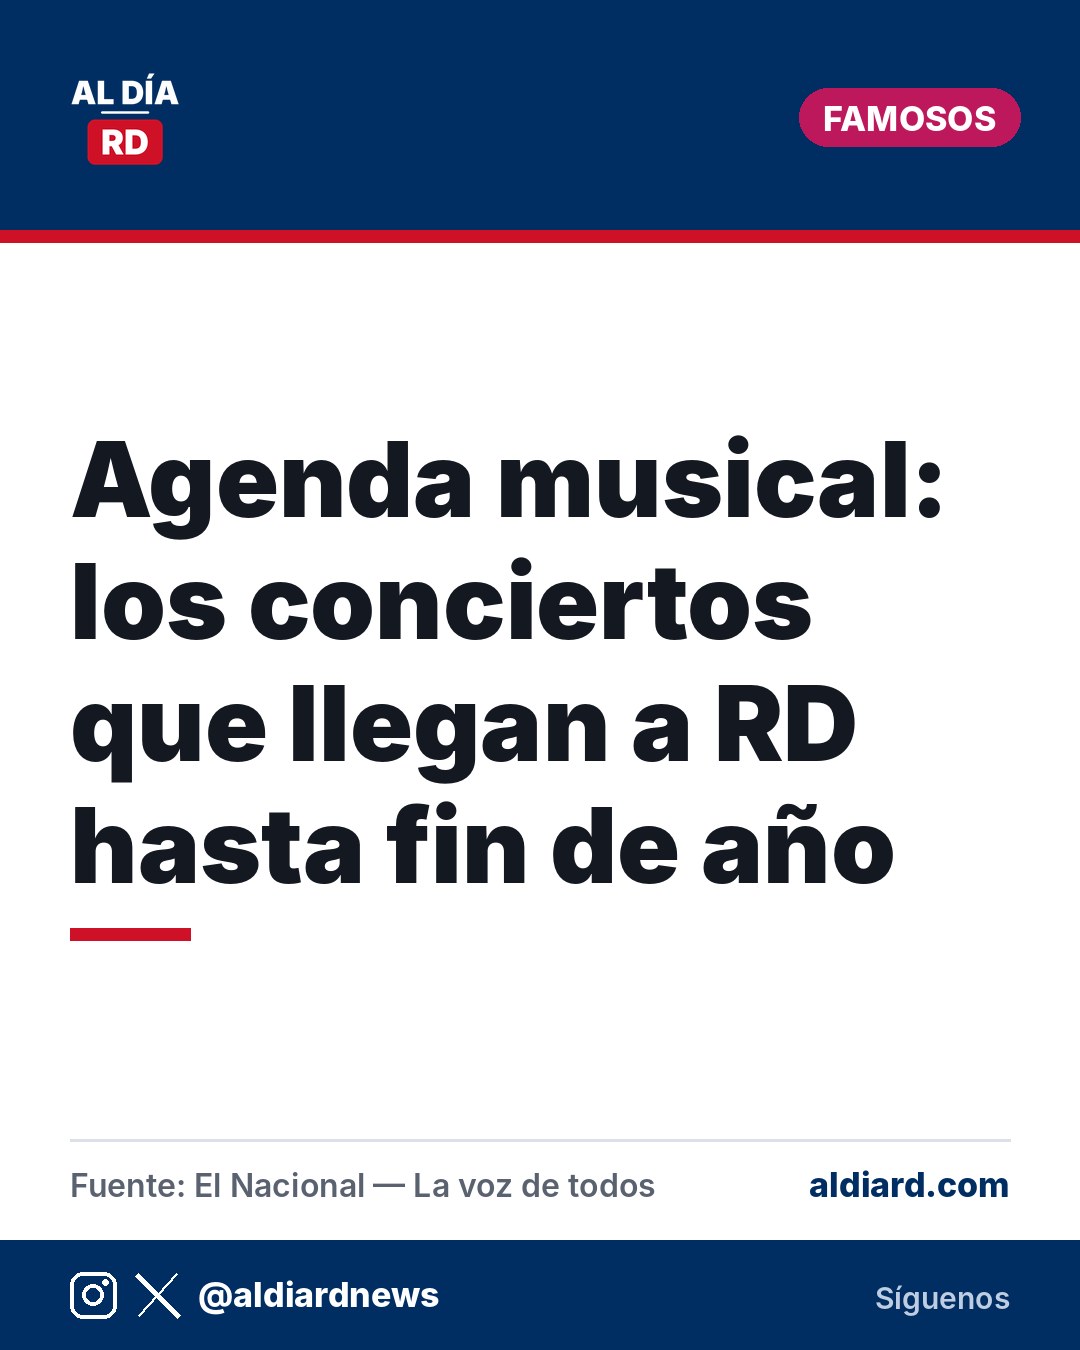 AL DÍA
RD
FAMOSOS
Agenda musical:
los conciertos
que llegan a RD
hasta fin de año
Fuente: El Nacional — La voz de todos
aldiard.com
@aldiardnews
Síguenos